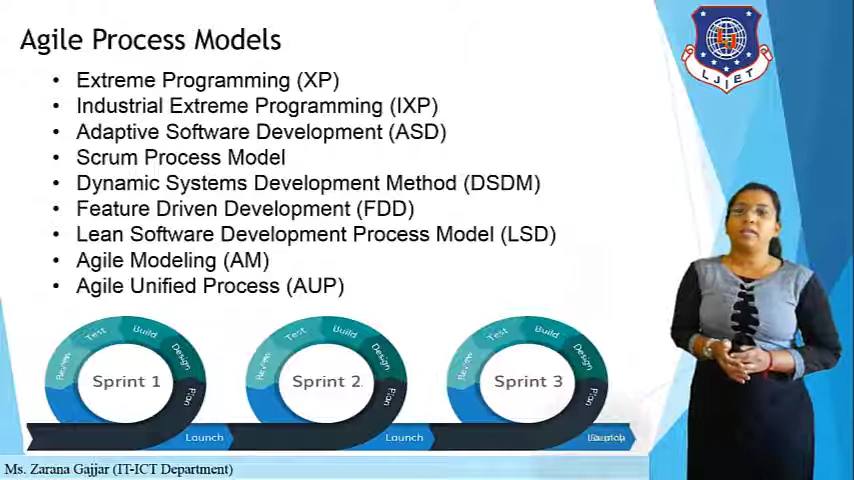 Agile Process Models
• Extreme Programming (XP)
• Industrial Extreme Programming (IXP)
• Adaptive Software Development (ASD)
• Scrum Process Model
• Dynamic Systems Development Method (DSDM)
• Feature Driven Development (FDD)
• Lean Software Development Process Model (LSD)
• Agile Modeling (AM)
• Agile Unified Process (AUP)
Review Test Build Design Plan
Sprint 1
Launch
Review Test Build Design Plan
Sprint 2
Launch
Review Test Build Design Plan
Sprint 3
Ms. Zarana Gajjar (IT-ICT Department)
LJIET